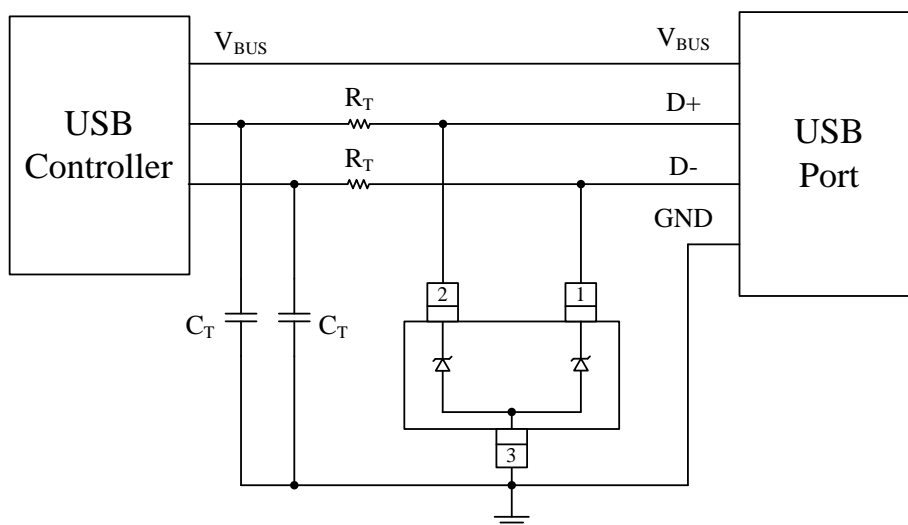 V_BUS
V_BUS
R_T
D+
USB
Controller
USB
Port
R_T
D-
GND
2
1
C_T
C_T
3